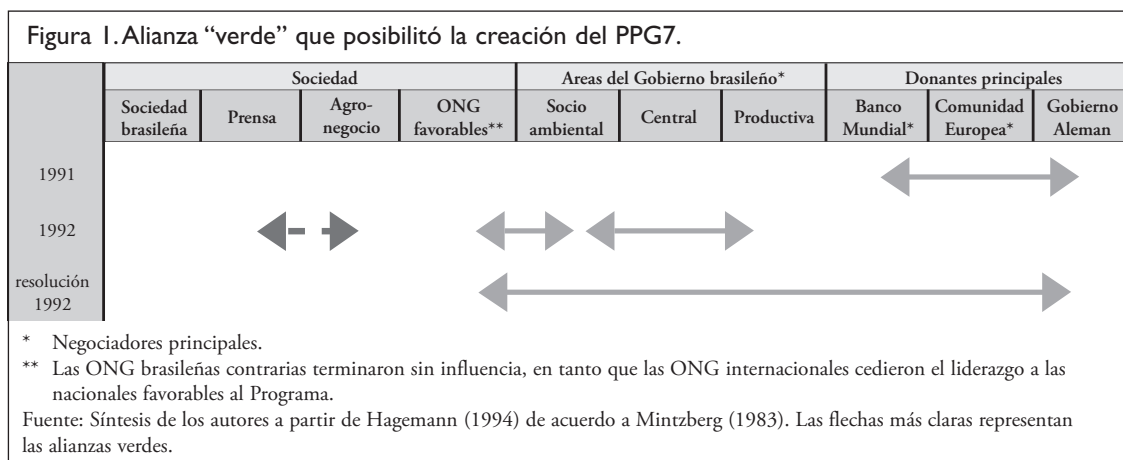 Figura 1. Alianza “verde” que posibilitó la creación del PPG7.
Sociedad Areas del Gobierno brasileño* Donantes principales
Sociedad brasileña Prensa Agro-negocio ONG favorables** Socio ambiental Central Productiva Banco Mundial* Comunidad Europea* Gobierno Aleman
1991
1992
resolución
1992
* Negociadores principales.
** Las ONG brasileñas contrarias terminaron sin influencia, en tanto que las ONG internacionales cedieron el liderazgo a las
nacionales favorables al Programa.
Fuente: Síntesis de los autores a partir de Hagemann (1994) de acuerdo a Mintzberg (1983). Las flechas más claras representan
las alianzas verdes.